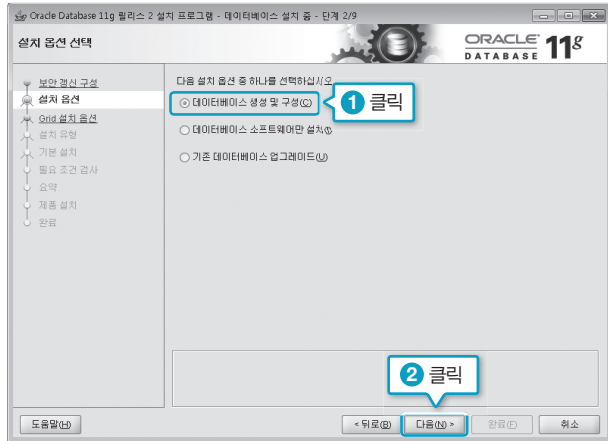 Oracle Database 11g 릴리스 2 설치 프로그램 - 데이터베이스 설치 중 - 단계 2/9
설치 옵션 선택
ORACLE
DATABASE 11g
보안 갱신 구성
설치 옵션
Grid 설치 옵션
설치 유형
기본 설치
필요 조건 검사
요약
제품 설치
완료
다음 설치 옵션 중 하나를 선택하십시오.
데이터베이스 생성 및 구성(C)
1 클릭
데이터베이스 소프트웨어만 설치
기존 데이터베이스 업그레이드(U)
2 클릭
도움말(H)
< 뒤로(B)
다음(N) >
완료(F)
취소